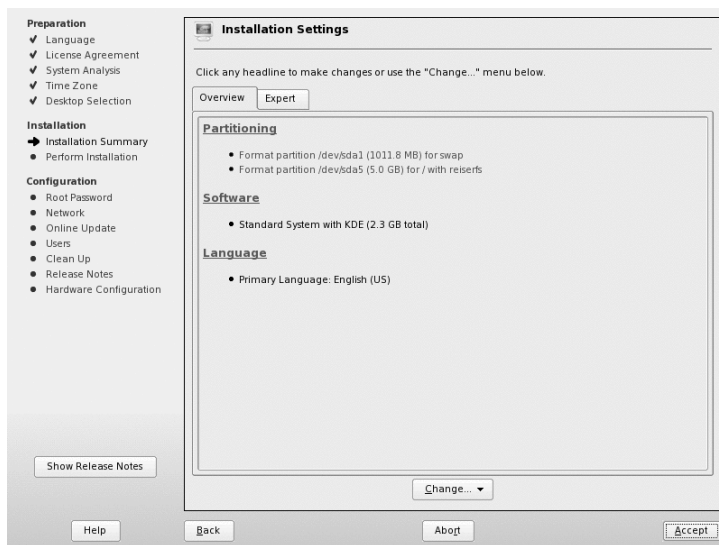 Preparation
Language
License Agreement
System Analysis
Time Zone
Desktop Selection
Installation
Installation Summary
Perform Installation
Configuration
Root Password
Network
Online Update
Users
Clean Up
Release Notes
Hardware Configuration
Show Release Notes
Help
Installation Settings
Click any headline to make changes or use the "Change..." menu below.
Overview
Expert
Partitioning
Format partition /dev/sda1 (1011.8 MB) for swap
Format partition /dev/sda5 (5.0 GB) for / with reiserfs
Software
Standard System with KDE (2.3 GB total)
Language
Primary Language: English (US)
Change...
Back
Abort
Accept